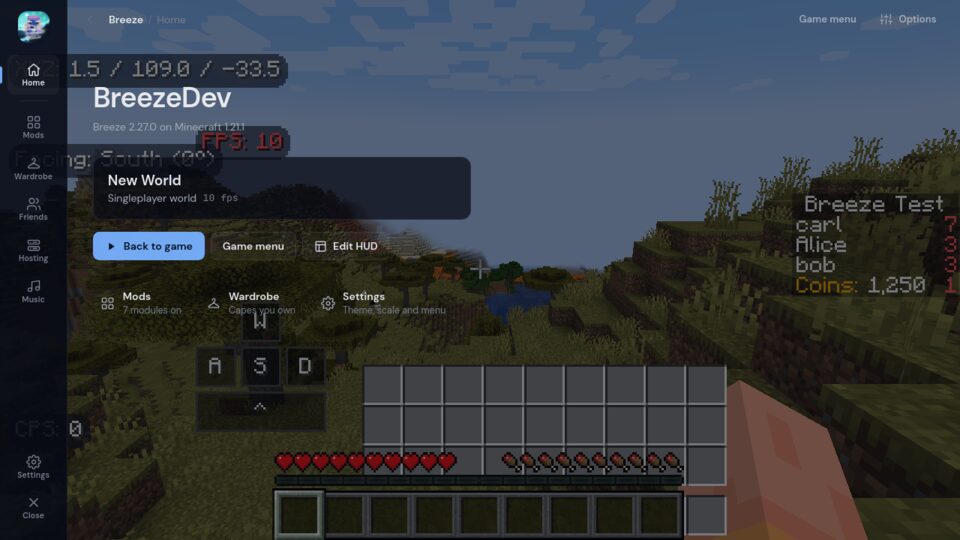 Breeze / Home
Game menu
Options
1.5 / 109.0 / -33.5
Home
BreezeDev
Breeze 2.27.0 on Minecraft 1.21.1
FPS: 10
Mods
ing: South (0°)
New World
Singleplayer world 10 fps
Wardrobe
Friends
Breeze Test
carl 7
Alice 3
bob 3
Coins: 1,250 1
Back to game
Game menu
Edit HUD
Hosting
Music
Mods
7 modules on
Wardrobe
Capes you own
Settings
Theme, scale and menu
W
A
S
D
CPS: 0
Settings
Close